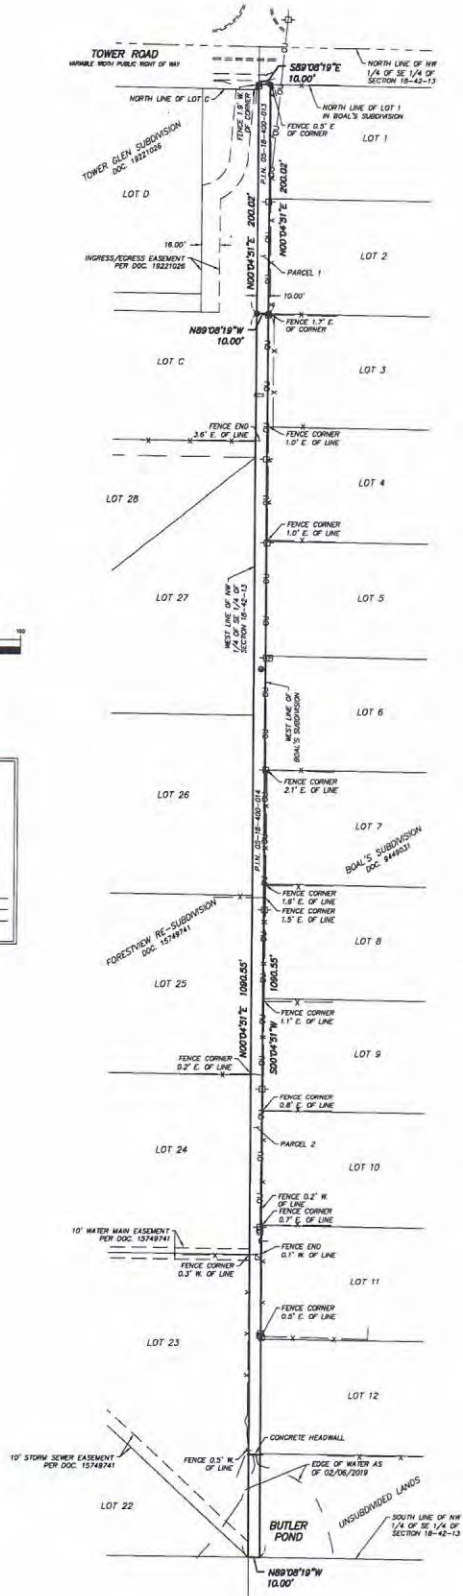 TOWER ROAD
VARIABLE WIDTH PUBLIC RIGHT OF WAY
S89°08'19"E
10.00'
NORTH LINE OF NW
1/4 OF SE 1/4 OF
SECTION 18-42-13
NORTH LINE OF LOT C
NORTH LINE OF LOT 1
IN BOAL'S SUBDIVISION
FENCE 1.9' W.
OF CORNER
FENCE 0.5' E
OF CORNER
LOT 1
TOWER GLEN SUBDIVISION
DOC. 19221026
P.I.N. 05-18-400-013
LOT D
N00°04'51"E 200.02'
N00°04'51"E 200.02'
16.00'
INGRESS/EGRESS EASEMENT
PER DOC. 19221026
LOT 2
PARCEL 1
10.00'
N89°08'19"W
10.00'
FENCE 1.7' E.
OF CORNER
LOT C
LOT 3
FENCE END
3.6' E. OF LINE
FENCE CORNER
1.0' E. OF LINE
LOT 4
LOT 28
FENCE CORNER
1.0' E. OF LINE
LOT 27
WEST LINE OF NW
1/4 OF SE 1/4 OF
SECTION 18-42-13
LOT 5
WEST LINE OF
BOAL'S SUBDIVISION
LOT 6
LOT 26
FENCE CORNER
2.1' E. OF LINE
P.I.N. 05-18-400-014
LOT 7
BOAL'S SUBDIVISION
DOC. 9449031
FENCE CORNER
1.8' E. OF LINE
FENCE CORNER
1.5' E. OF LINE
FORESTVIEW RE-SUBDIVISION
DOC. 15749741
LOT 8
LOT 25
N00°04'51"E 1090.55'
S00°04'51"W 1090.55'
FENCE CORNER
1.1' E. OF LINE
FENCE CORNER
0.2' E. OF LINE
LOT 9
FENCE CORNER
0.8' E. OF LINE
LOT 24
PARCEL 2
LOT 10
FENCE 0.2' W.
OF LINE
FENCE CORNER
0.7' E. OF LINE
10' WATER MAIN EASEMENT
PER DOC. 15749741
FENCE END
0.1' W. OF LINE
FENCE CORNER
0.3' W. OF LINE
LOT 11
FENCE CORNER
0.5' E. OF LINE
LOT 23
LOT 12
CONCRETE HEADWALL
10' STORM SEWER EASEMENT
PER DOC. 15749741
FENCE 0.5' W.
OF LINE
EDGE OF WATER AS
OF 02/06/2019
LOT 22
UNSUBDIVIDED LANDS
BUTLER
POND
SOUTH LINE OF NW
1/4 OF SE 1/4 OF
SECTION 18-42-13
N89°08'19"W
10.00'